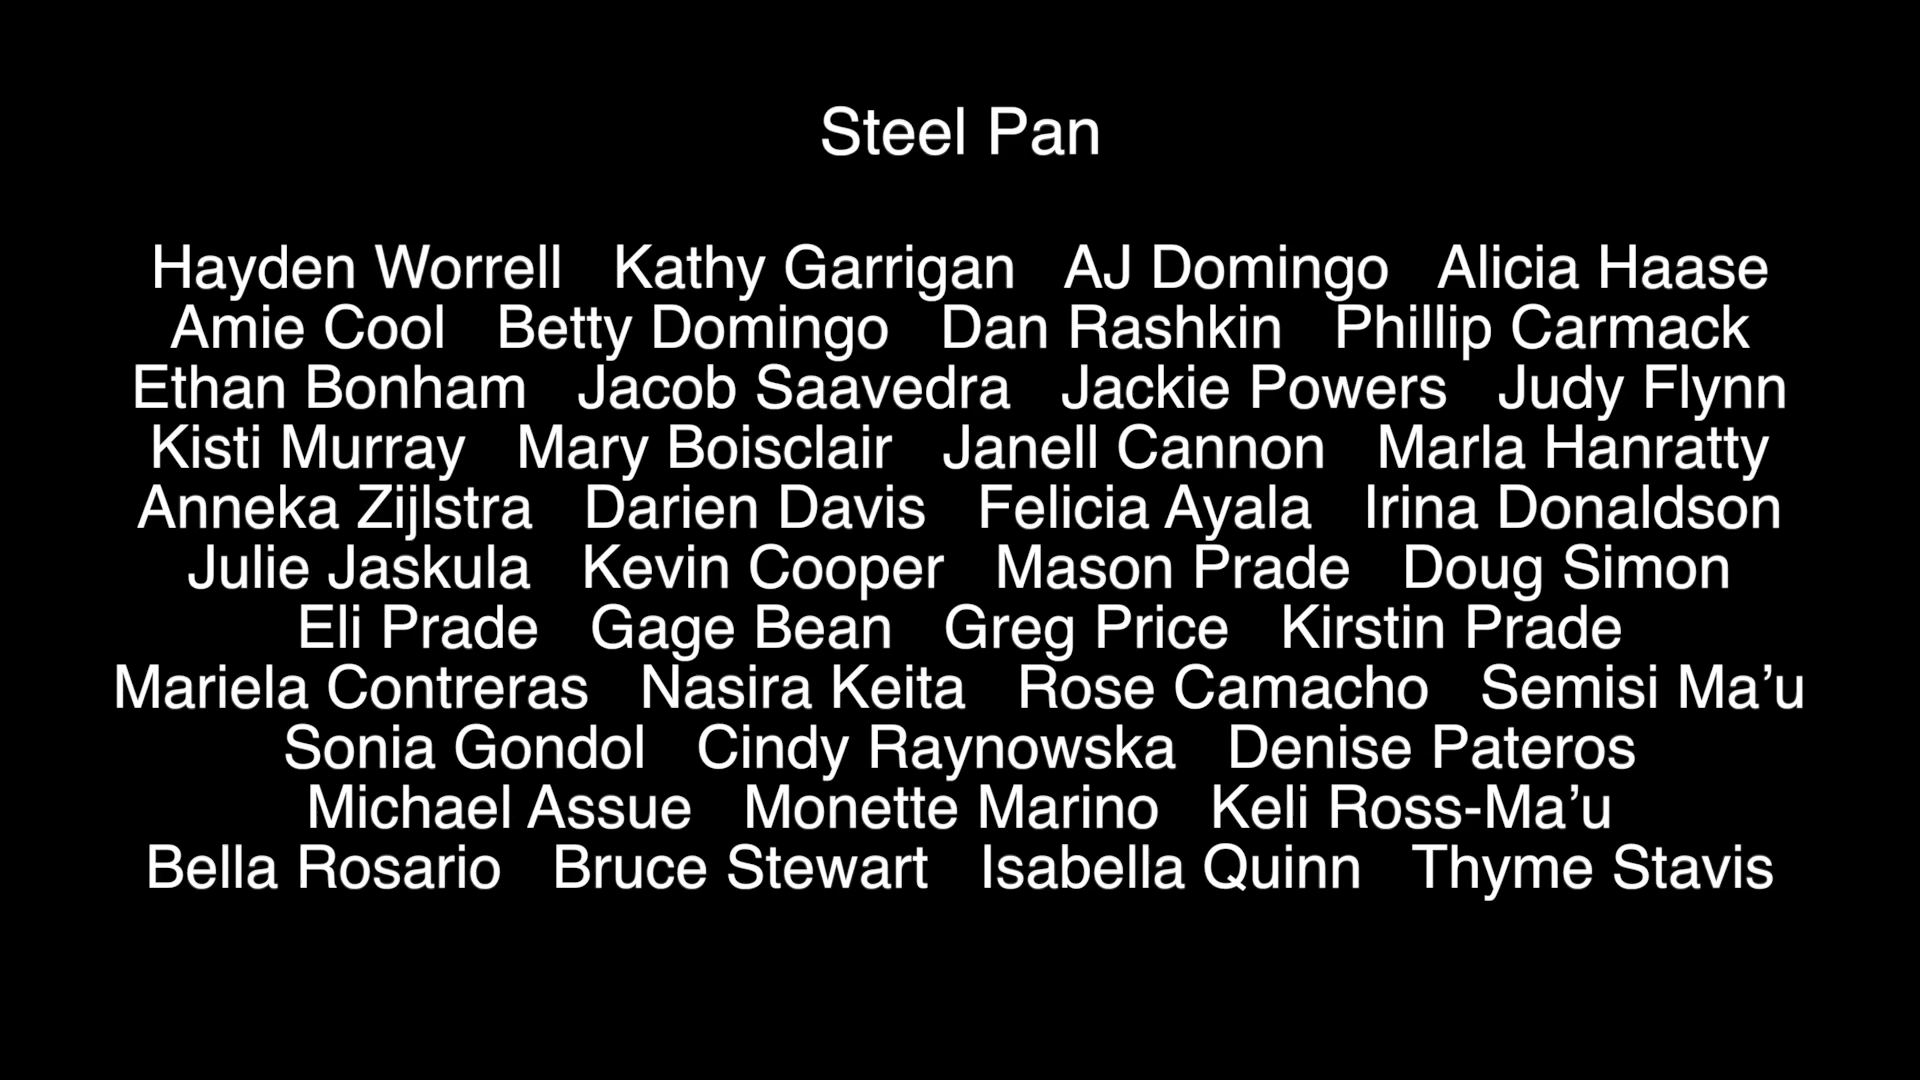 Steel Pan
Hayden Worrell Kathy Garrigan AJ Domingo Alicia Haase
Amie Cool Betty Domingo Dan Rashkin Phillip Carmack
Ethan Bonham Jacob Saavedra Jackie Powers Judy Flynn
Kisti Murray Mary Boisclair Janell Cannon Marla Hanratty
Anneka Zijlstra Darien Davis Felicia Ayala Irina Donaldson
Julie Jaskula Kevin Cooper Mason Prade Doug Simon
Eli Prade Gage Bean Greg Price Kirstin Prade
Mariela Contreras Nasira Keita Rose Camacho Semisi Ma’u
Sonia Gondol Cindy Raynowska Denise Pateros
Michael Assue Monette Marino Keli Ross-Ma’u
Bella Rosario Bruce Stewart Isabella Quinn Thyme Stavis